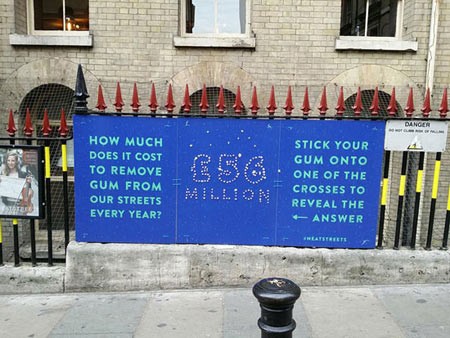 HOW MUCH
DOES IT COST
TO REMOVE
GUM FROM
OUR STREETS
EVERY YEAR?
£56
MILLION
STICK YOUR
GUM ONTO
ONE OF THE
CROSSES TO
REVEAL THE
← ANSWER
#NEATSTREETS
DANGER
DO NOT CLIMB RISK OF FALLING